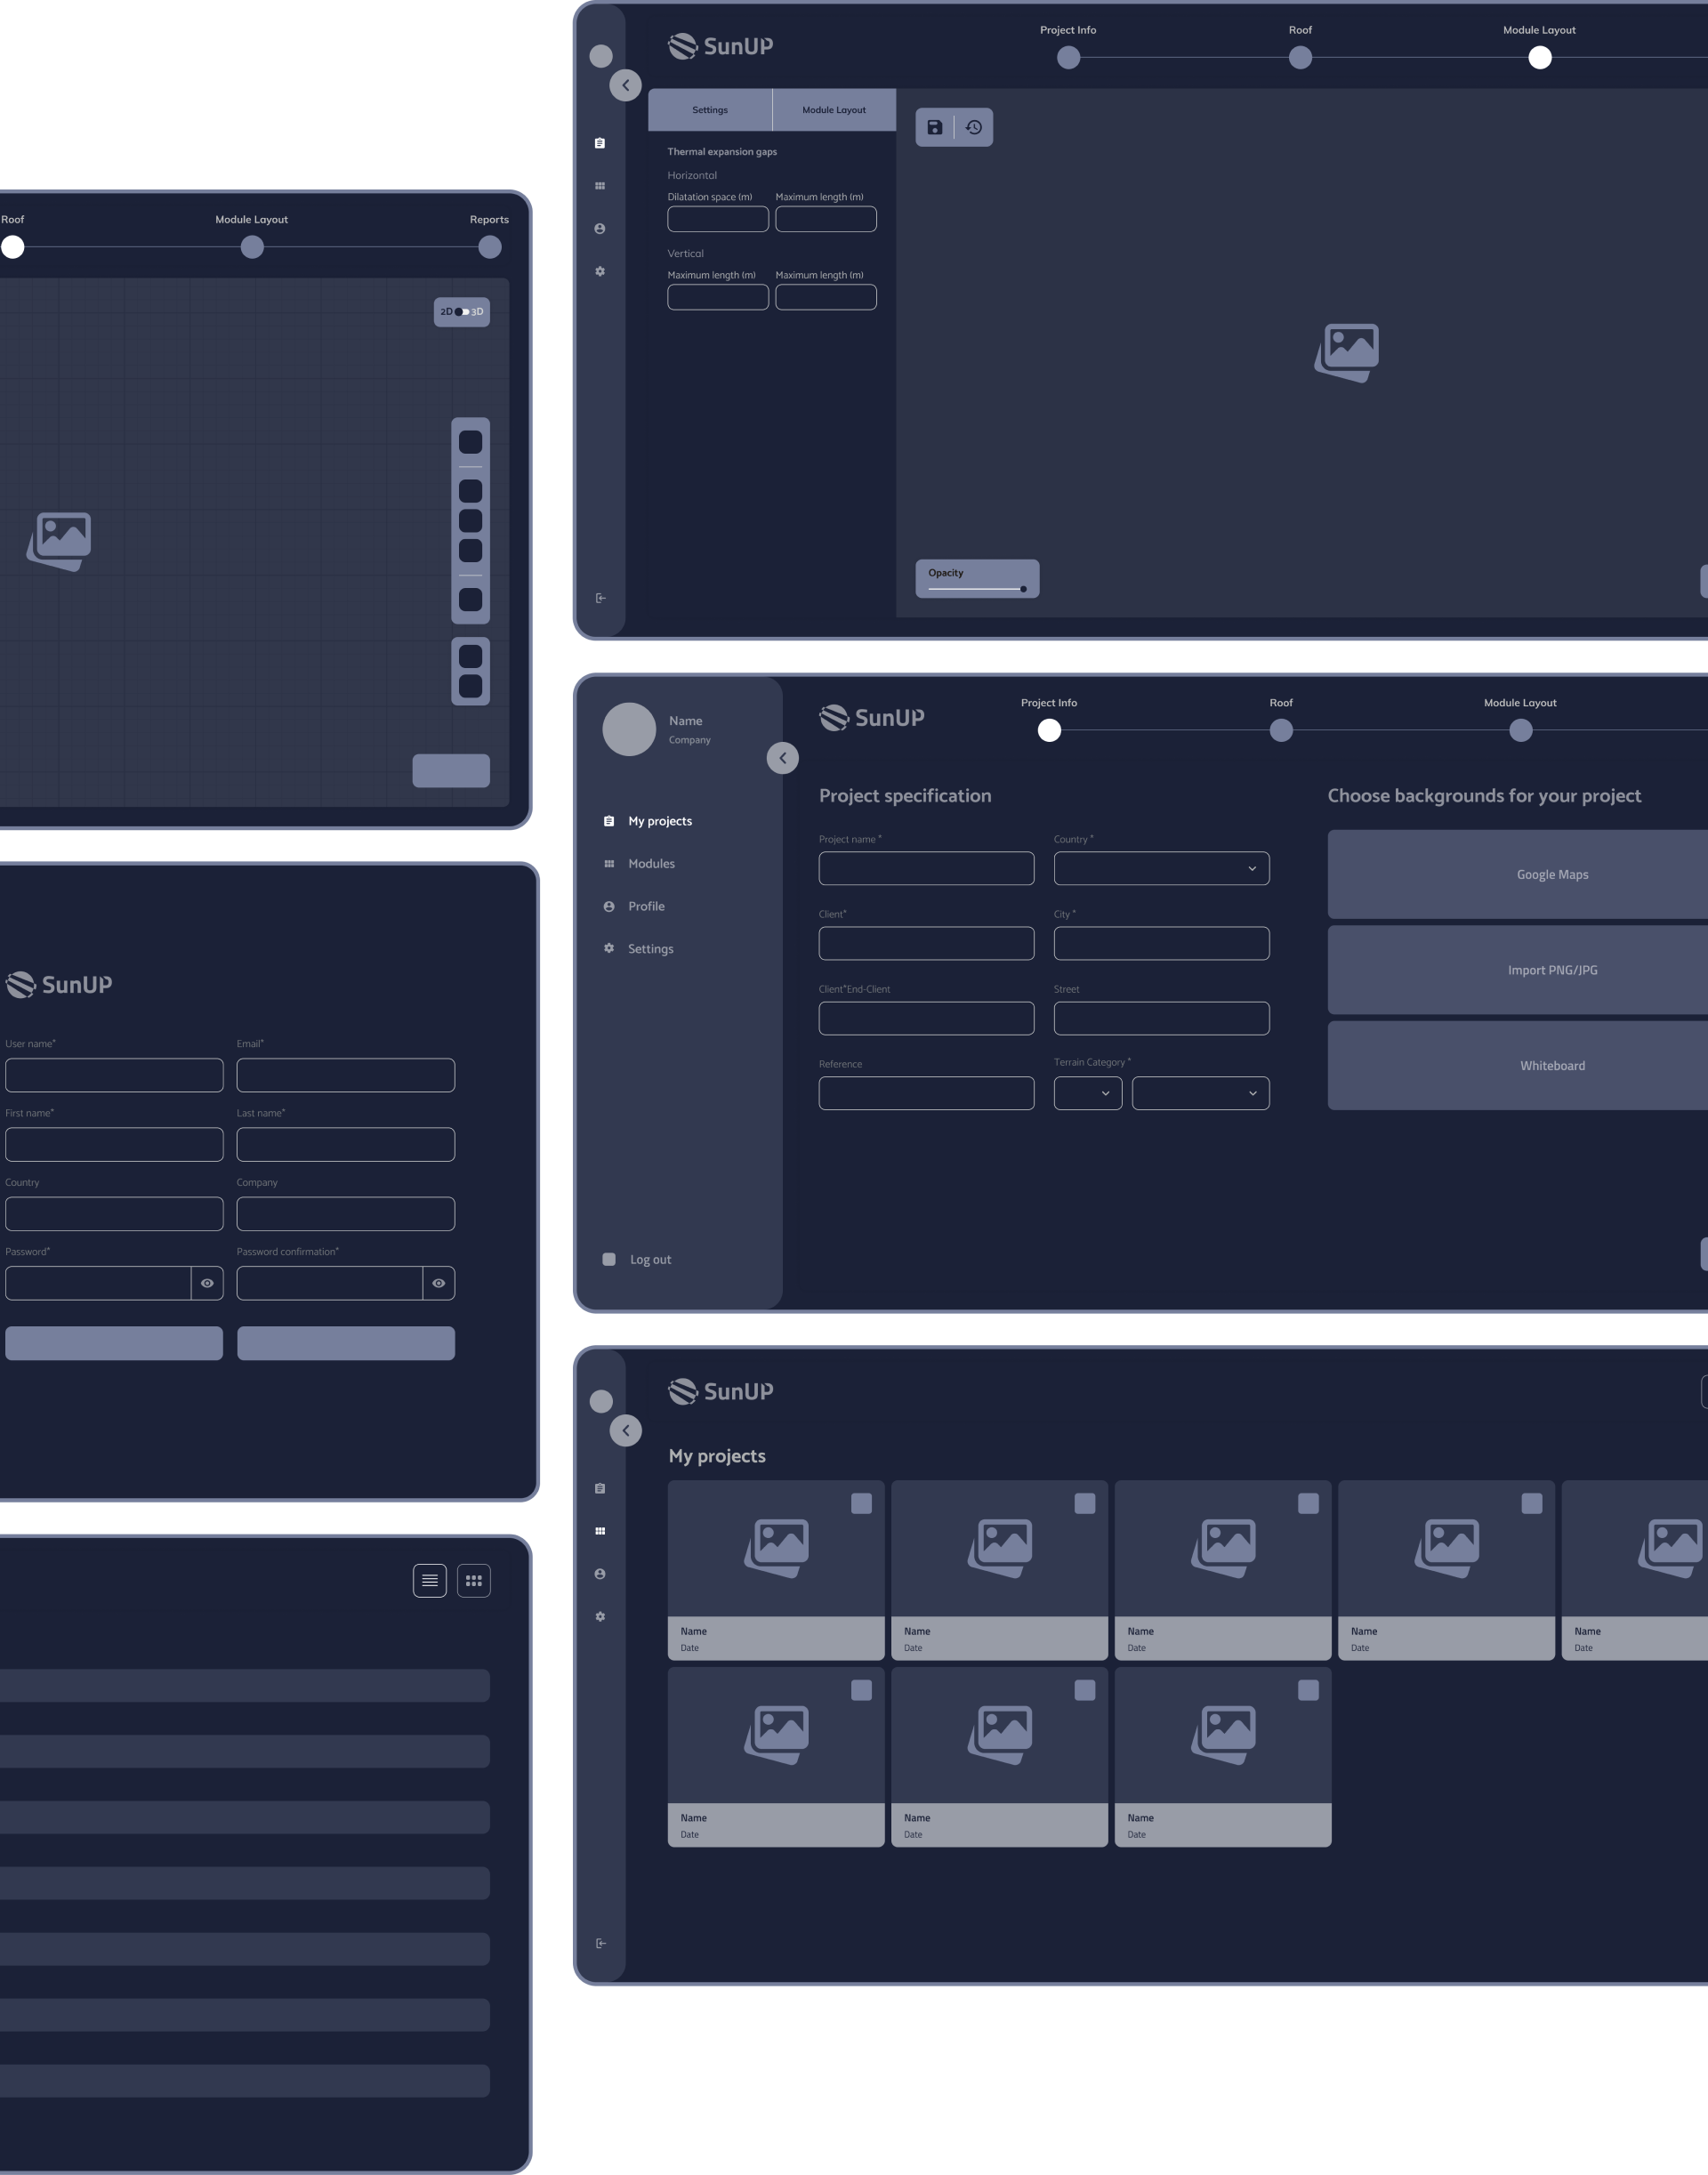 Roof
Module Layout
Reports
2D
3D
SunUP
User name*
Email*
First name*
Last name*
Country
Company
Password*
Password confirmation*
SunUP
Project Info
Roof
Module Layout
Settings
Module Layout
Thermal expansion gaps
Horizontal
Dilatation space (m)
Maximum length (m)
Vertical
Maximum length (m)
Maximum length (m)
Opacity
Name
Company
My projects
Modules
Profile
Settings
Log out
SunUP
Project Info
Roof
Module Layout
Project specification
Project name *
Country *
Client*
City *
Client*End-Client
Street
Reference
Terrain Category *
Choose backgrounds for your project
Google Maps
Import PNG/JPG
Whiteboard
SunUP
My projects
Name
Date
Name
Date
Name
Date
Name
Date
Name
Date
Name
Date
Name
Date
Name
Date